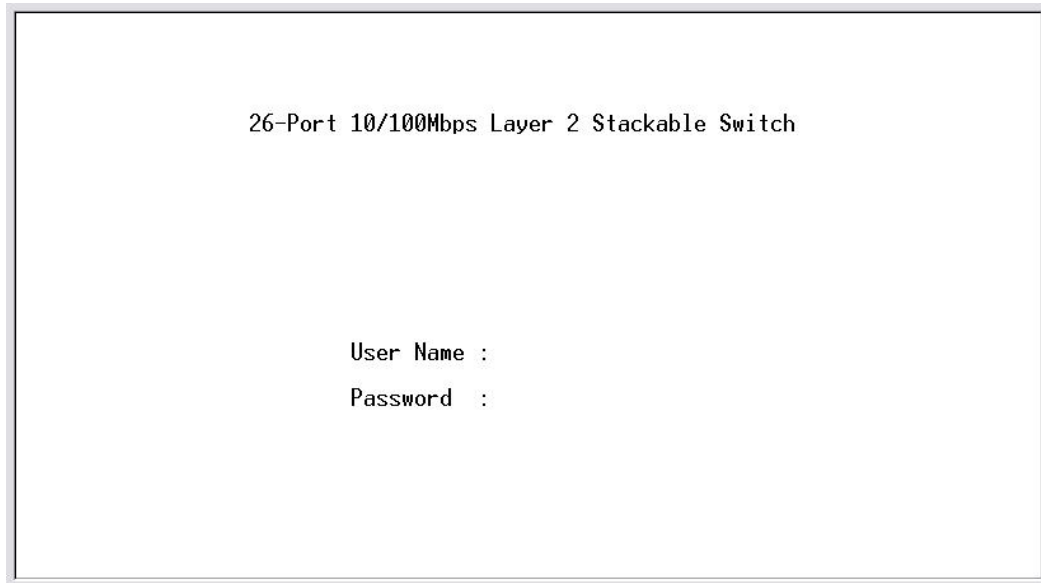 26-Port 10/100Mbps Layer 2 Stackable Switch
User Name :
Password  :